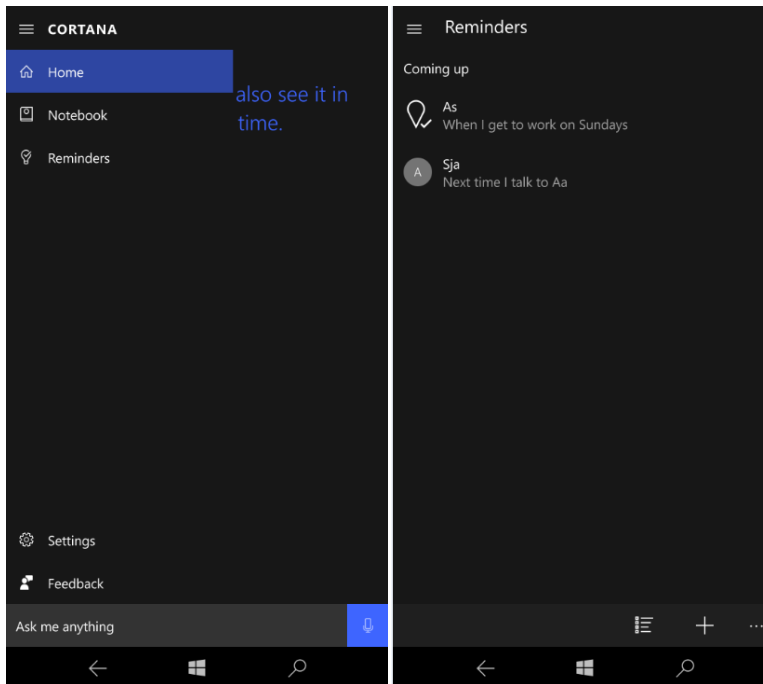 CORTANA
Home
also see it in
time.
Notebook
Reminders
Settings
Feedback
Ask me anything
Reminders
Coming up
As
When I get to work on Sundays
A
Sja
Next time I talk to Aa